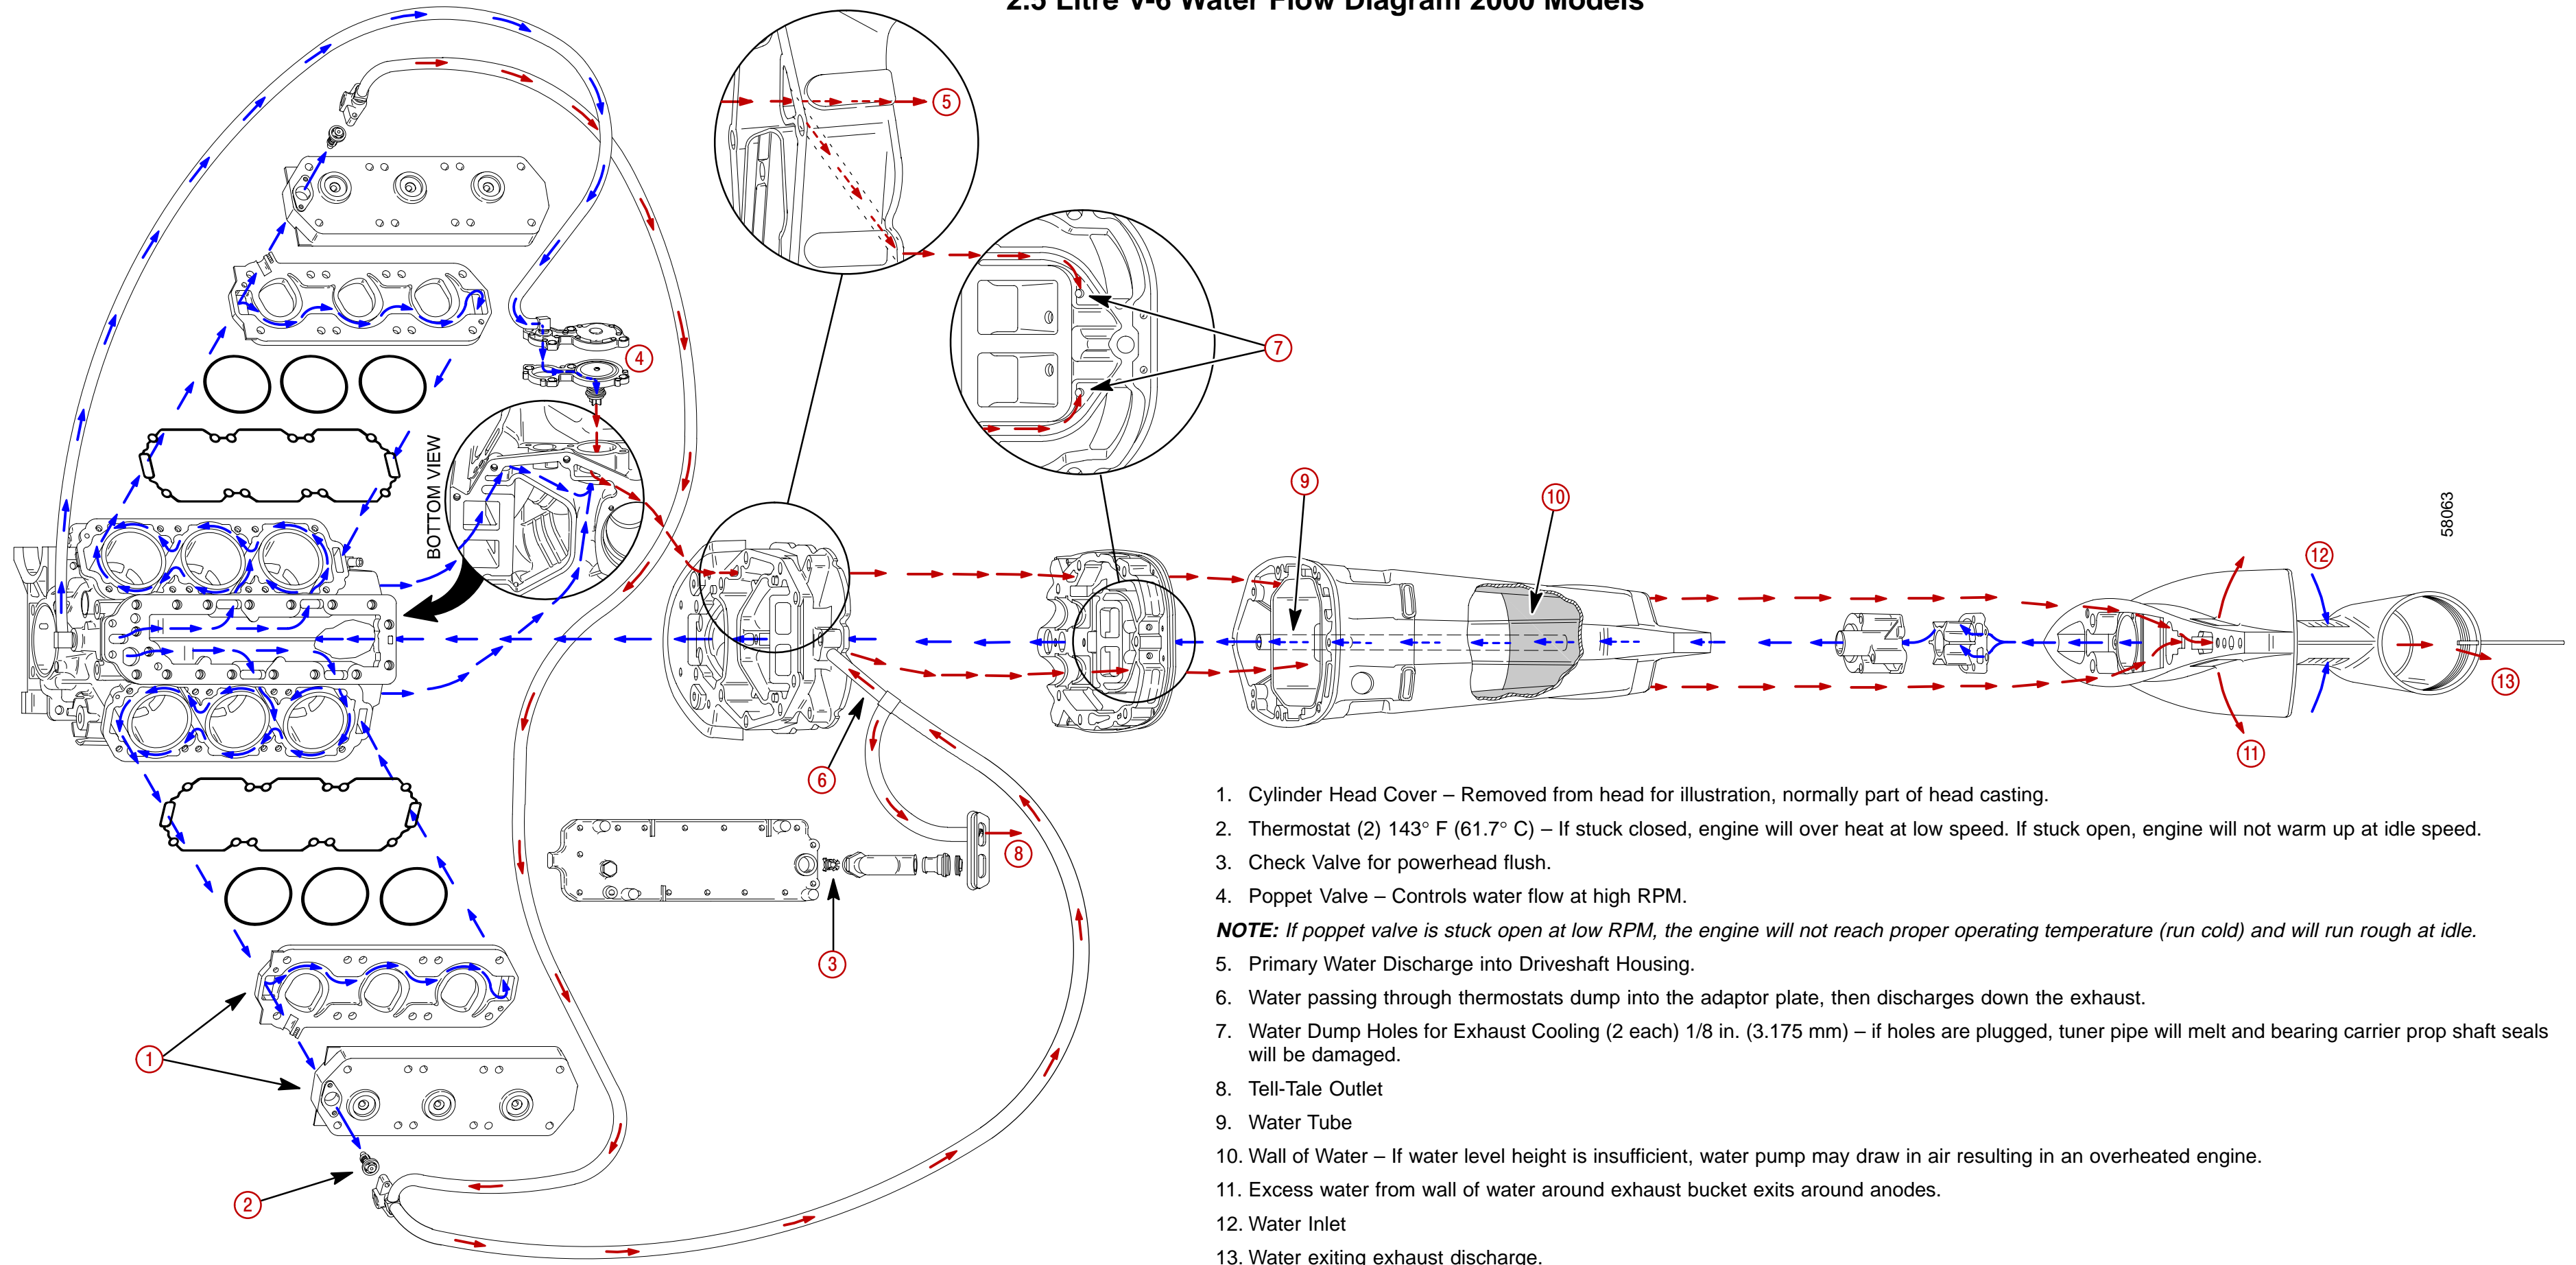 2.5 Litre V-6 Water Flow Diagram 2000 Models
5
7
4
BOTTOM VIEW
9
10
58063
12
13
11
6
8
3
1
2
1. Cylinder Head Cover – Removed from head for illustration, normally part of head casting.
2. Thermostat (2) 143° F (61.7° C) – If stuck closed, engine will over heat at low speed. If stuck open, engine will not warm up at idle speed.
3. Check Valve for powerhead flush.
4. Poppet Valve – Controls water flow at high RPM.
NOTE: If poppet valve is stuck open at low RPM, the engine will not reach proper operating temperature (run cold) and will run rough at idle.
5. Primary Water Discharge into Driveshaft Housing.
6. Water passing through thermostats dump into the adaptor plate, then discharges down the exhaust.
7. Water Dump Holes for Exhaust Cooling (2 each) 1/8 in. (3.175 mm) – if holes are plugged, tuner pipe will melt and bearing carrier prop shaft seals
will be damaged.
8. Tell-Tale Outlet
9. Water Tube
10. Wall of Water – If water level height is insufficient, water pump may draw in air resulting in an overheated engine.
11. Excess water from wall of water around exhaust bucket exits around anodes.
12. Water Inlet
13. Water exiting exhaust discharge.